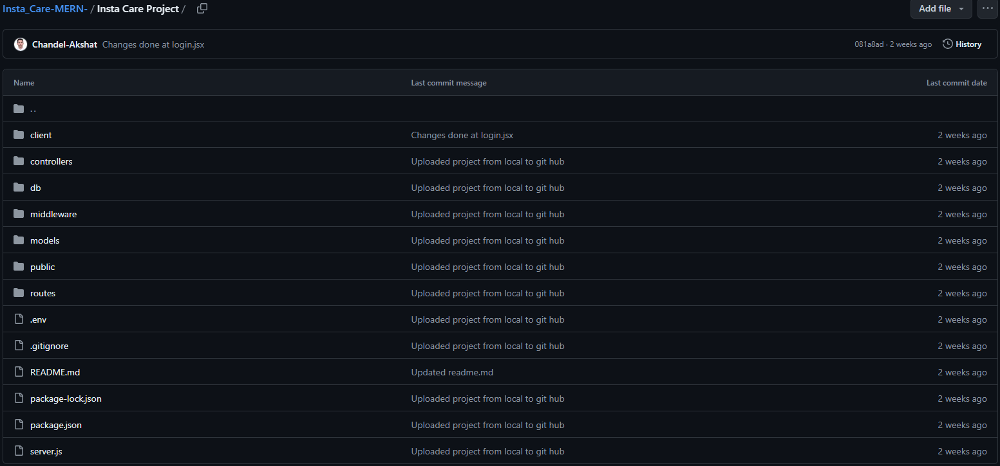 Insta_Care-MERN- / Insta Care Project /
Add file
Chandel-Akshat Changes done at login.jsx
081a8ad · 2 weeks ago
History
Name Last commit message Last commit date
..
client Changes done at login.jsx 2 weeks ago
controllers Uploaded project from local to git hub 2 weeks ago
db Uploaded project from local to git hub 2 weeks ago
middleware Uploaded project from local to git hub 2 weeks ago
models Uploaded project from local to git hub 2 weeks ago
public Uploaded project from local to git hub 2 weeks ago
routes Uploaded project from local to git hub 2 weeks ago
.env Uploaded project from local to git hub 2 weeks ago
.gitignore Uploaded project from local to git hub 2 weeks ago
README.md Updated readme.md 2 weeks ago
package-lock.json Uploaded project from local to git hub 2 weeks ago
package.json Uploaded project from local to git hub 2 weeks ago
server.js Uploaded project from local to git hub 2 weeks ago